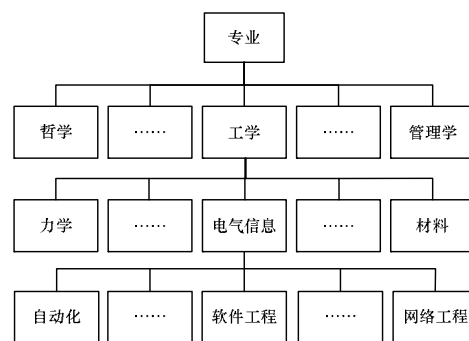 专业
哲学 …… 工学 …… 管理学
力学 …… 电气信息 …… 材料
自动化 …… 软件工程 …… 网络工程